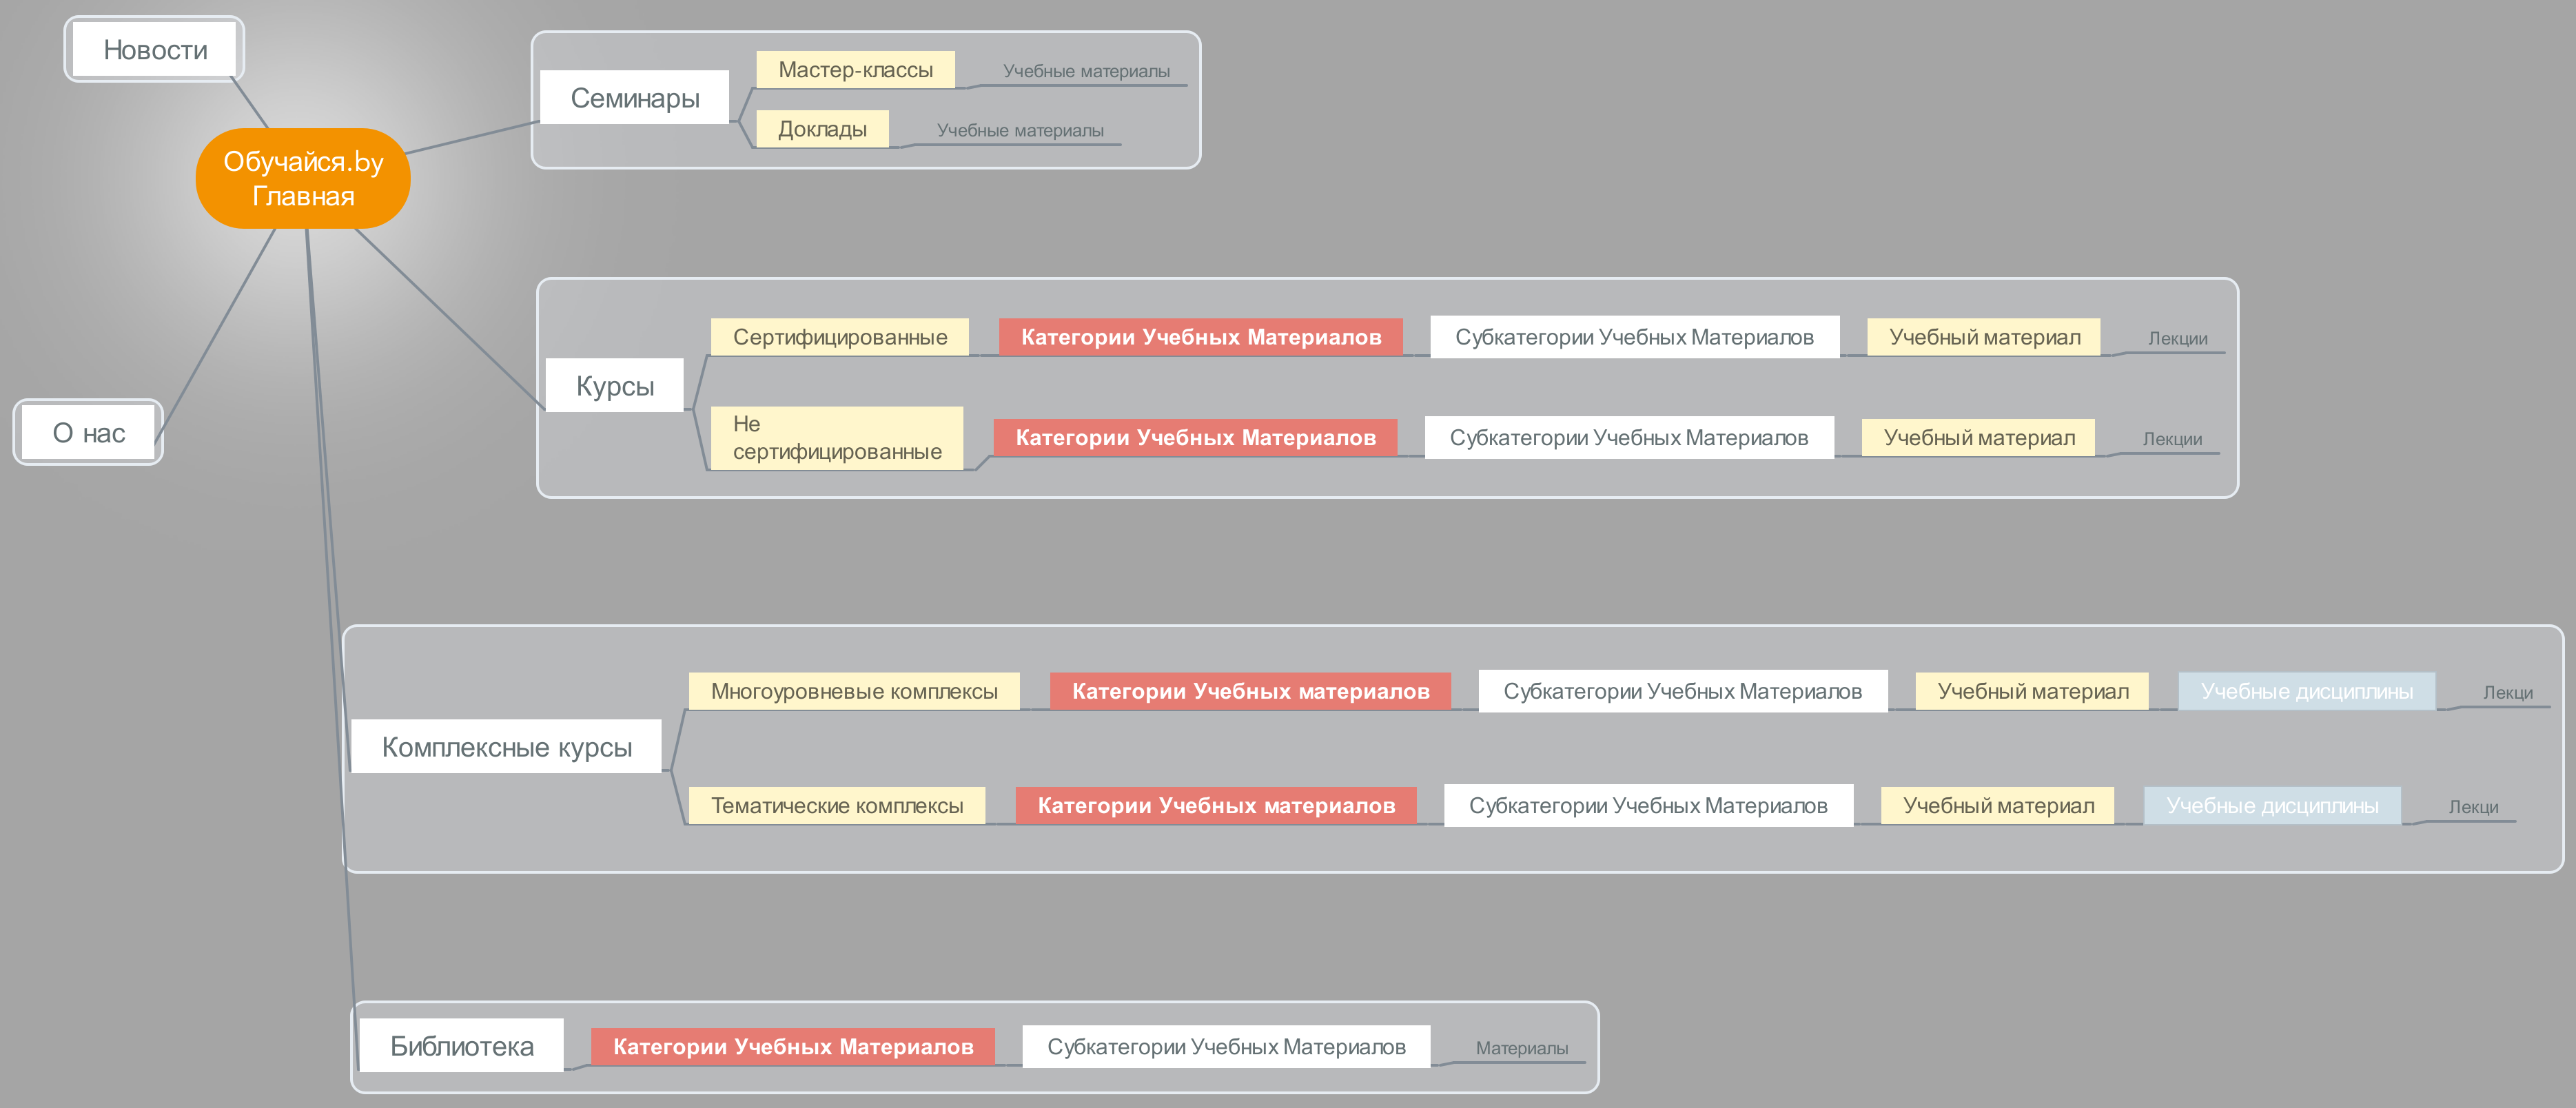 Новости
Обучайся.by
Главная
О нас
Семинары
Мастер-классы
Учебные материалы
Доклады
Учебные материалы
Курсы
Сертифицированные
Категории Учебных Материалов
Субкатегории Учебных Материалов
Учебный материал
Лекции
Не
сертифицированные
Категории Учебных Материалов
Субкатегории Учебных Материалов
Учебный материал
Лекции
Комплексные курсы
Многоуровневые комплексы
Категории Учебных материалов
Субкатегории Учебных Материалов
Учебный материал
Учебные дисциплины
Лекци
Тематические комплексы
Категории Учебных материалов
Субкатегории Учебных Материалов
Учебный материал
Учебные дисциплины
Лекци
Библиотека
Категории Учебных Материалов
Субкатегории Учебных Материалов
Материалы